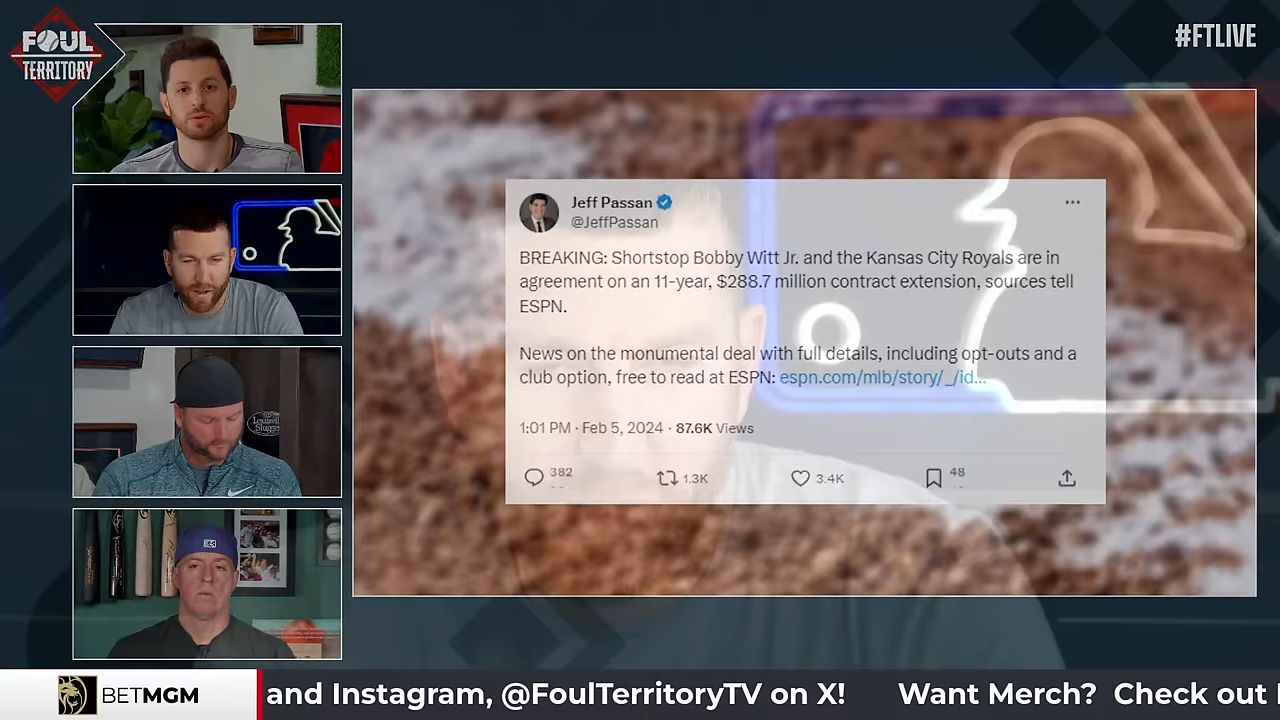 FOUL
TERRITORY
#FTLIVE
Jeff Passan
@JeffPassan
BREAKING: Shortstop Bobby Witt Jr. and the Kansas City Royals are in
agreement on an 11-year, $288.7 million contract extension, sources tell
ESPN.
News on the monumental deal with full details, including opt-outs and a
club option, free to read at ESPN: espn.com/mlb/story/_/id...
1:01 PM · Feb 5, 2024 · 87.6K Views
382
1.3K
3.4K
48
Louisville
Slugger
BETMGM
and Instagram, @FoulTerritoryTV on X! Want Merch? Check out